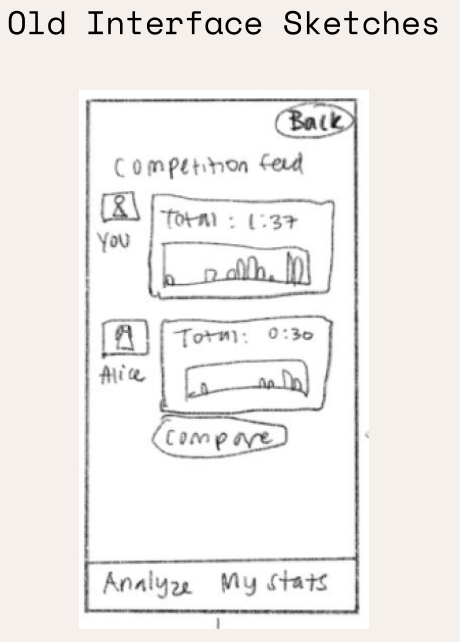 Old Interface Sketches
Back
Competition feed
Total : 1:37
You
Total: 0:30
Alice
Compare
Analyze My stats